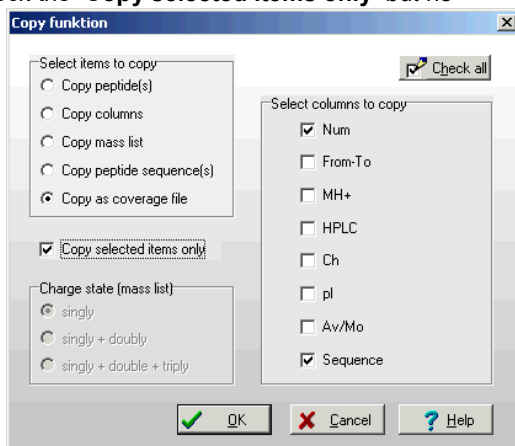 Copy selected items only
Copy funktion
Select items to copy
Copy peptide(s)
Copy columns
Copy mass list
Copy peptide sequence(s)
Copy as coverage file
Copy selected items only
Charge state (mass list)
singly
singly + doubly
singly + double + triply
Check all
Select columns to copy
Num
From-To
MH+
HPLC
Ch
pI
Av/Mo
Sequence
OK
Cancel
Help